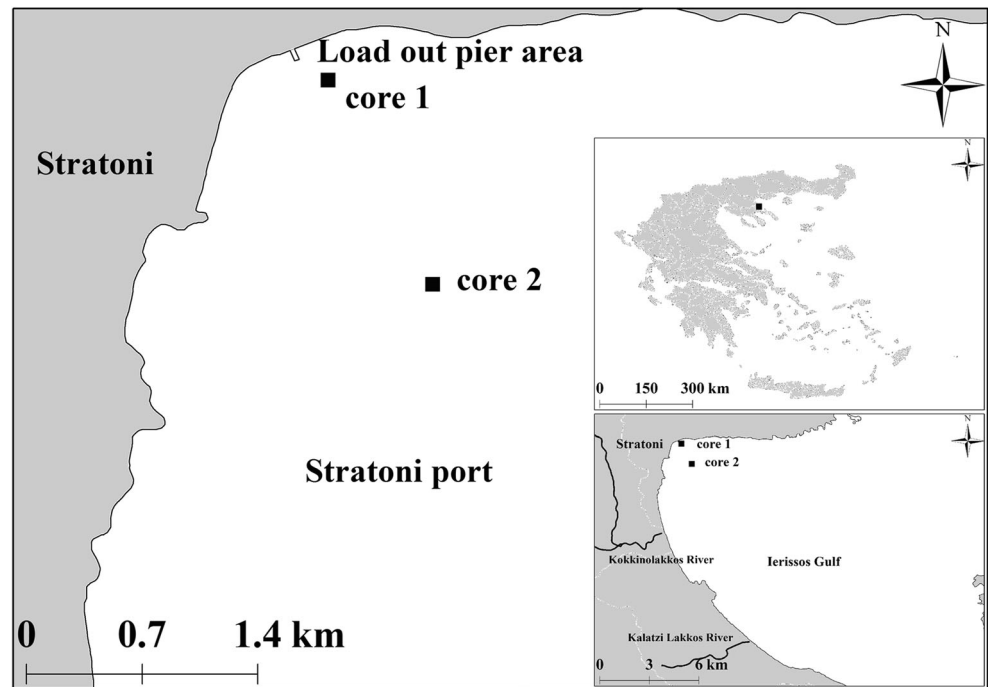 N
Load out pier area
core 1
Stratoni
core 2
Stratoni port
0 0.7 1.4 km
N
0 150 300 km
N
Stratoni
core 1
core 2
Kokkinolakkos River
Ierissos Gulf
Kalatzi Lakkos River
0 3 6 km